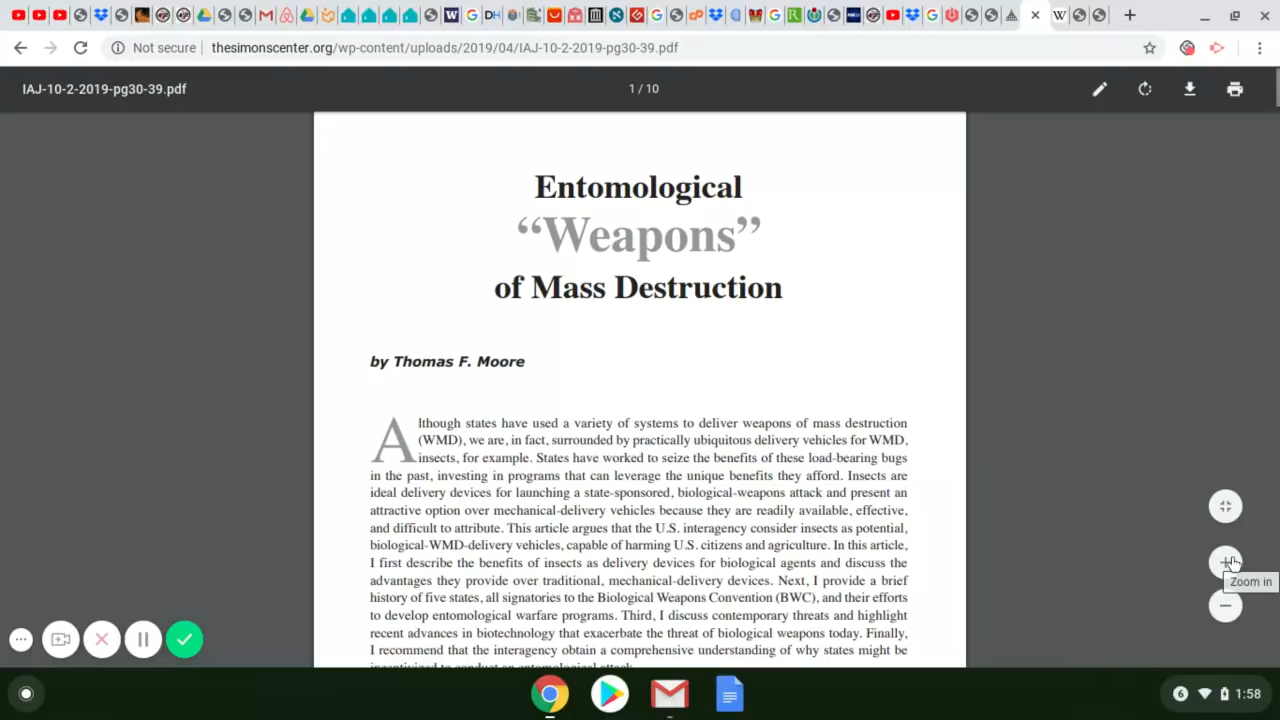 Not secure
thesimonscenter.org/wp-content/uploads/2019/04/IAJ-10-2-2019-pg30-39.pdf
IAJ-10-2-2019-pg30-39.pdf
1 / 10
Entomological
“Weapons”
of Mass Destruction
by Thomas F. Moore
Although states have used a variety of systems to deliver weapons of mass destruction
(WMD), we are, in fact, surrounded by practically ubiquitous delivery vehicles for WMD,
insects, for example. States have worked to seize the benefits of these load-bearing bugs
in the past, investing in programs that can leverage the unique benefits they afford. Insects are
ideal delivery devices for launching a state-sponsored, biological-weapons attack and present an
attractive option over mechanical-delivery vehicles because they are readily available, effective,
and difficult to attribute. This article argues that the U.S. interagency consider insects as potential,
biological-WMD-delivery vehicles, capable of harming U.S. citizens and agriculture. In this article,
I first describe the benefits of insects as delivery devices for biological agents and discuss the
advantages they provide over traditional, mechanical-delivery devices. Next, I provide a brief
history of five states, all signatories to the Biological Weapons Convention (BWC), and their efforts
to develop entomological warfare programs. Third, I discuss contemporary threats and highlight
recent advances in biotechnology that exacerbate the threat of biological weapons today. Finally,
I recommend that the interagency obtain a comprehensive understanding of why states might be
incentivized to conduct an entomological attack.
Zoom in
6
1:58